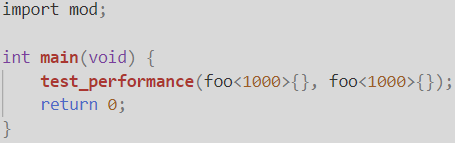 import mod;
int main(void) {
test_performance(foo<1000>{}, foo<1000>{});
return 0;
}